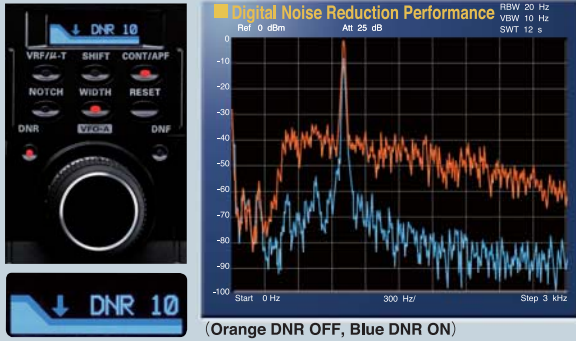 DNR 10
VRF/μ-T SHIFT CONT/APF
NOTCH WIDTH RESET
DNR VFO-A DNF
DNR 10
Digital Noise Reduction Performance
RBW 20 Hz
VBW 10 Hz
SWT 12 s
Ref 0 dBm Att 25 dB
0
-10
-20
-30
-40
-50
-60
-70
-80
-90
-100
Start 0 Hz 300 Hz/ Step 3 kHz
(Orange DNR OFF, Blue DNR ON)